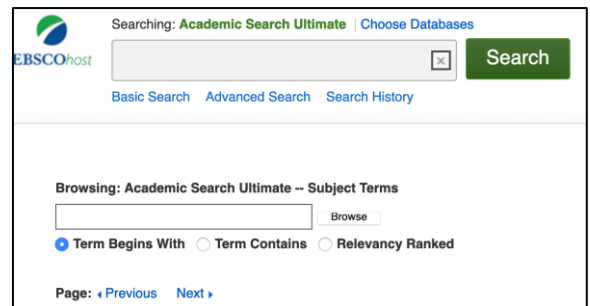 Searching: Academic Search Ultimate | Choose Databases
EBSCOhost
Search
Basic Search Advanced Search Search History
Browsing: Academic Search Ultimate -- Subject Terms
Browse
Term Begins With Term Contains Relevancy Ranked
Page: Previous Next